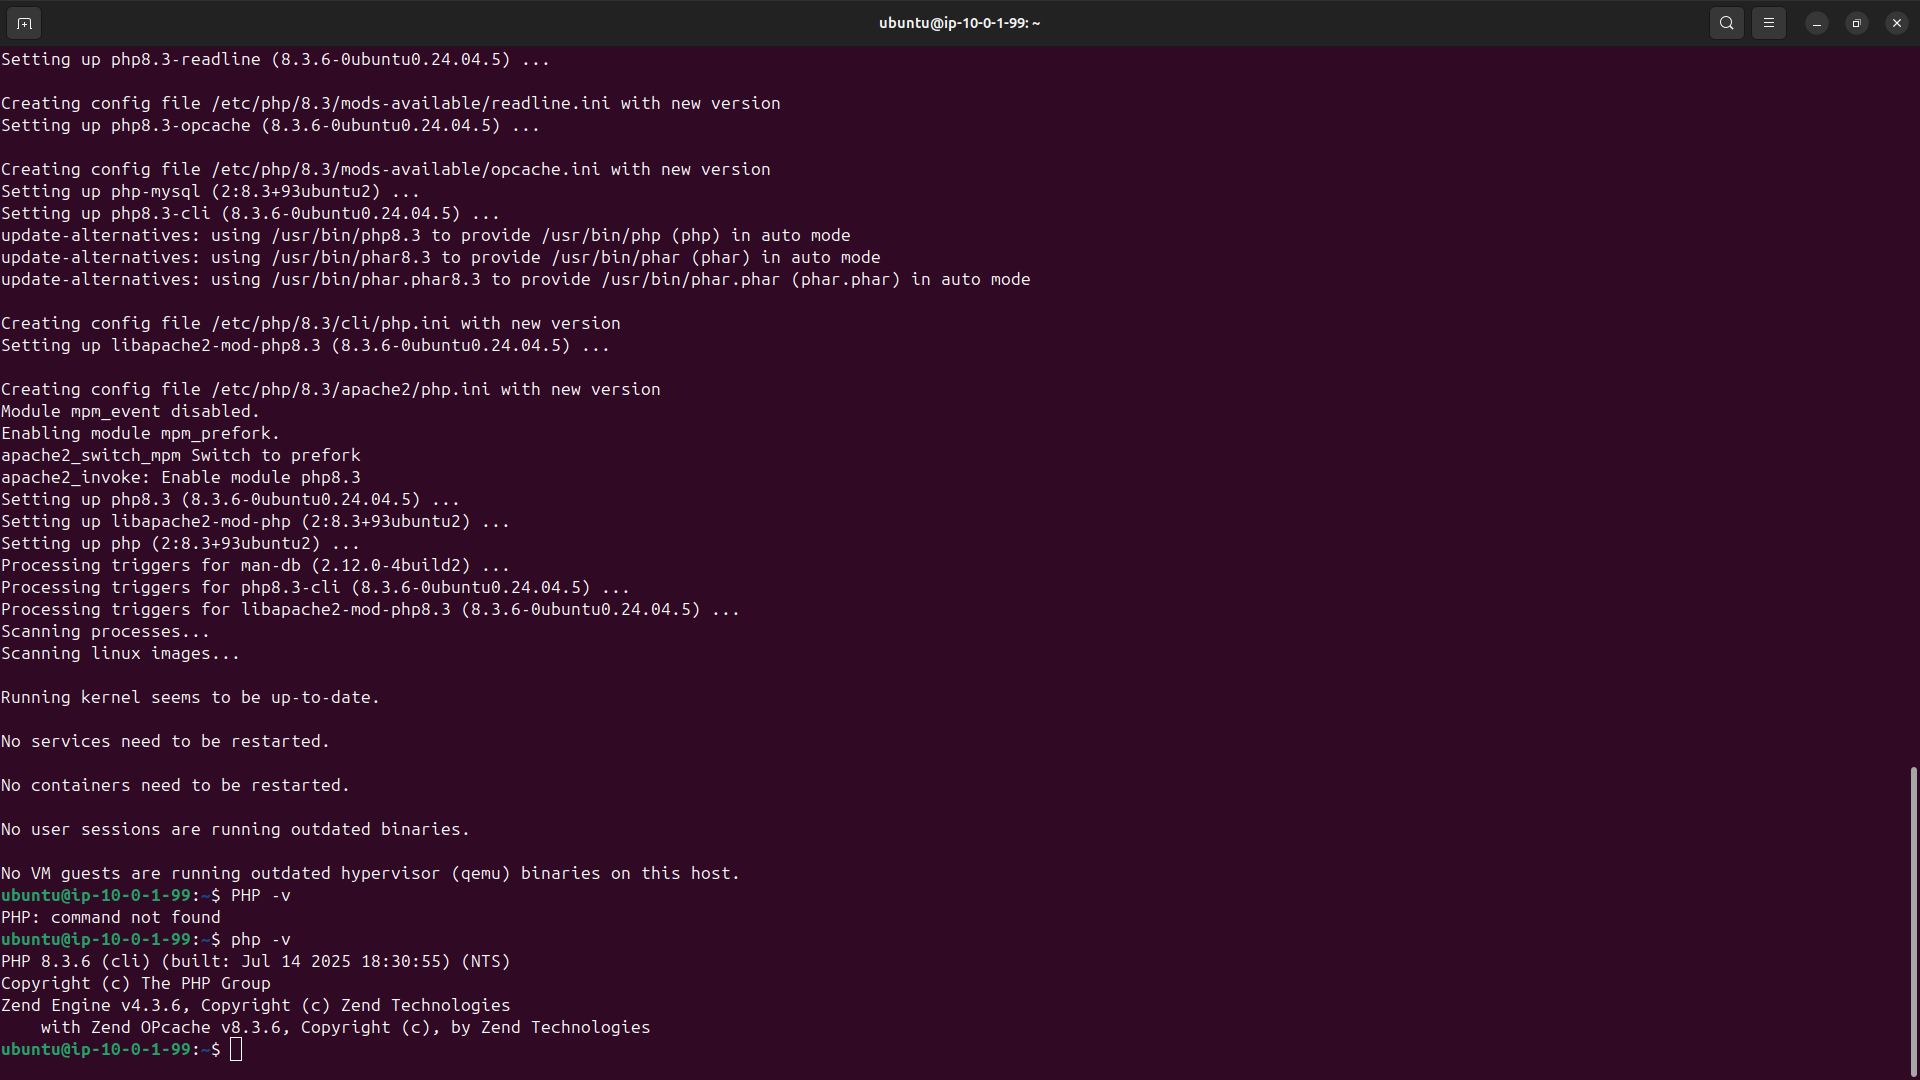 ubuntu@ip-10-0-1-99: ~
Setting up php8.3-readline (8.3.6-0ubuntu0.24.04.5) ...
Creating config file /etc/php/8.3/mods-available/readline.ini with new version
Setting up php8.3-opcache (8.3.6-0ubuntu0.24.04.5) ...
Creating config file /etc/php/8.3/mods-available/opcache.ini with new version
Setting up php-mysql (2:8.3+93ubuntu2) ...
Setting up php8.3-cli (8.3.6-0ubuntu0.24.04.5) ...
update-alternatives: using /usr/bin/php8.3 to provide /usr/bin/php (php) in auto mode
update-alternatives: using /usr/bin/phar8.3 to provide /usr/bin/phar (phar) in auto mode
update-alternatives: using /usr/bin/phar.phar8.3 to provide /usr/bin/phar.phar (phar.phar) in auto mode
Creating config file /etc/php/8.3/cli/php.ini with new version
Setting up libapache2-mod-php8.3 (8.3.6-0ubuntu0.24.04.5) ...
Creating config file /etc/php/8.3/apache2/php.ini with new version
Module mpm_event disabled.
Enabling module mpm_prefork.
apache2_switch_mpm Switch to prefork
apache2_invoke: Enable module php8.3
Setting up php8.3 (8.3.6-0ubuntu0.24.04.5) ...
Setting up libapache2-mod-php (2:8.3+93ubuntu2) ...
Setting up php (2:8.3+93ubuntu2) ...
Processing triggers for man-db (2.12.0-4build2) ...
Processing triggers for php8.3-cli (8.3.6-0ubuntu0.24.04.5) ...
Processing triggers for libapache2-mod-php8.3 (8.3.6-0ubuntu0.24.04.5) ...
Scanning processes...
Scanning linux images...
Running kernel seems to be up-to-date.
No services need to be restarted.
No containers need to be restarted.
No user sessions are running outdated binaries.
No VM guests are running outdated hypervisor (qemu) binaries on this host.
ubuntu@ip-10-0-1-99:~$ PHP -v
PHP: command not found
ubuntu@ip-10-0-1-99:~$ php -v
PHP 8.3.6 (cli) (built: Jul 14 2025 18:30:55) (NTS)
Copyright (c) The PHP Group
Zend Engine v4.3.6, Copyright (c) Zend Technologies
    with Zend OPcache v8.3.6, Copyright (c), by Zend Technologies
ubuntu@ip-10-0-1-99:~$